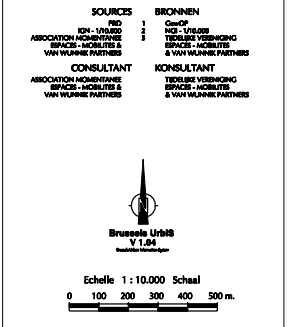 SOURCES BRONNEN
PRD 1 GewOP
IGN - 1/10.000 2 NGI - 1/10.000
ASSOCIATION MOMENTANEE 3 TIJDELIJKE VERENIGING
ESPACES - MOBILITES & ESPACES - MOBILITES
VAN WUNNIK PARTNERS & VAN WUNNIK PARTNERS
CONSULTANT KONSULTANT
ASSOCIATION MOMENTANEE TIJDELIJKE VERENIGING
ESPACES - MOBILITES & ESPACES - MOBILITES
VAN WUNNIK PARTNERS & VAN WUNNIK PARTNERS
Brussels UrbIS
V 1.04
Echelle 1 : 10.000 Schaal
0 100 200 300 400 500 m.